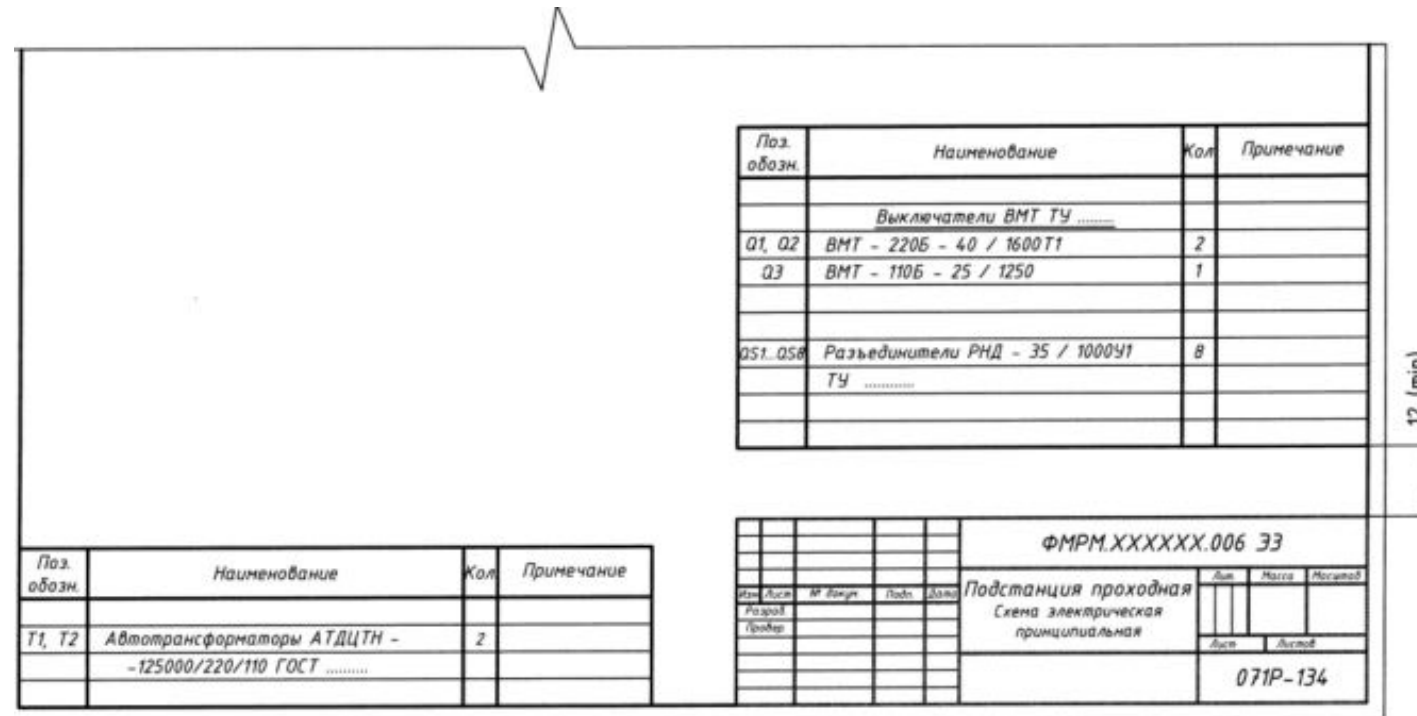 Поз. обозн. Наименование Кол Примечание
Выключатели ВМТ ТУ .........
Q1, Q2 ВМТ - 220Б - 40 / 1600Т1 2
Q3 ВМТ - 110Б - 25 / 1250 1
QS1...QS8 Разъединители РНД - 35 / 1000У1 8
ТУ ............
12 (min)
Поз. обозн. Наименование Кол. Примечание
Т1, Т2 Автотрансформаторы АТДЦТН - 2
-125000/220/110 ГОСТ ..........
ФМРМ.XXXXXX.006 ЭЗ
Изм Лист № докум. Подп. Дата
Разраб.
Провер
Подстанция проходная
Схема электрическая
принципиальная
Лит. Масса Масштаб
Лист Листов
071Р-134